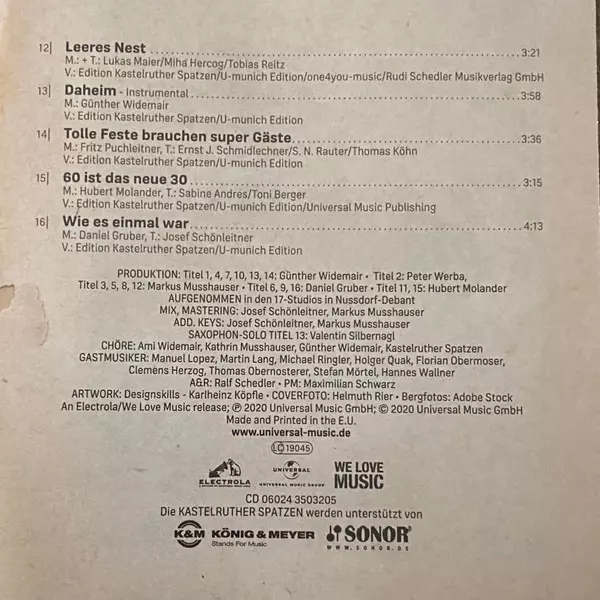 12| Leeres Nest 3:21
M.: + T.: Lukas Maier/Miha Hercog/Tobias Reitz
V.: Edition Kastelruther Spatzen/U-munich Edition/one4you-music/Rudi Schedler Musikverlag GmbH
13| Daheim - Instrumental 3:58
M.: Günther Widemair
V.: Edition Kastelruther Spatzen/U-munich Edition
14| Tolle Feste brauchen super Gäste 3:36
M.: Fritz Puchleitner, T.: Ernst J. Schmidlechner/S. N. Rauter/Thomas Köhn
V.: Edition Kastelruther Spatzen/U-munich Edition
15| 60 ist das neue 30 3:15
M.: Hubert Molander, T.: Sabine Andres/Toni Berger
V.: Edition Kastelruther Spatzen/U-munich Edition/Universal Music Publishing
16| Wie es einmal war 4:13
M.: Daniel Gruber, T.: Josef Schönleitner
V.: Edition Kastelruther Spatzen/U-munich Edition
PRODUKTION: Titel 1, 4, 7, 10, 13, 14: Günther Widemair • Titel 2: Peter Werba,
Titel 3, 5, 8, 12: Markus Musshauser • Titel 6, 9, 16: Daniel Gruber • Titel 11, 15: Hubert Molander
AUFGENOMMEN in den 17-Studios in Nussdorf-Debant
MIX, MASTERING: Josef Schönleitner, Markus Musshauser
ADD. KEYS: Josef Schönleitner, Markus Musshauser
SAXOPHON-SOLO TITEL 13: Valentin Silbernagl
CHÖRE: Ami Widemair, Kathrin Musshauser, Günther Widemair, Kastelruther Spatzen
GASTMUSIKER: Manuel Lopez, Martin Lang, Michael Ringler, Holger Quak, Florian Obermoser,
Clemens Herzog, Thomas Obernosterer, Stefan Mörtel, Hannes Wallner
A&R: Ralf Schedler • PM: Maximilian Schwarz
ARTWORK: Designskills - Karlheinz Köpfle • COVERFOTO: Helmuth Rier • Bergfotos: Adobe Stock
An Electrola/We Love Music release; ℗ 2020 Universal Music GmbH; © 2020 Universal Music GmbH
Made and Printed in the E.U.
www.universal-music.de
LC 19045
ELECTROLA
UNIVERSAL
UNIVERSAL MUSIC GROUP
WE LOVE
MUSIC
CD 06024 3503205
Die KASTELRUTHER SPATZEN werden unterstützt von
K&M KÖNIG & MEYER
Stands For Music
SONOR
WWW.SONOR.DE